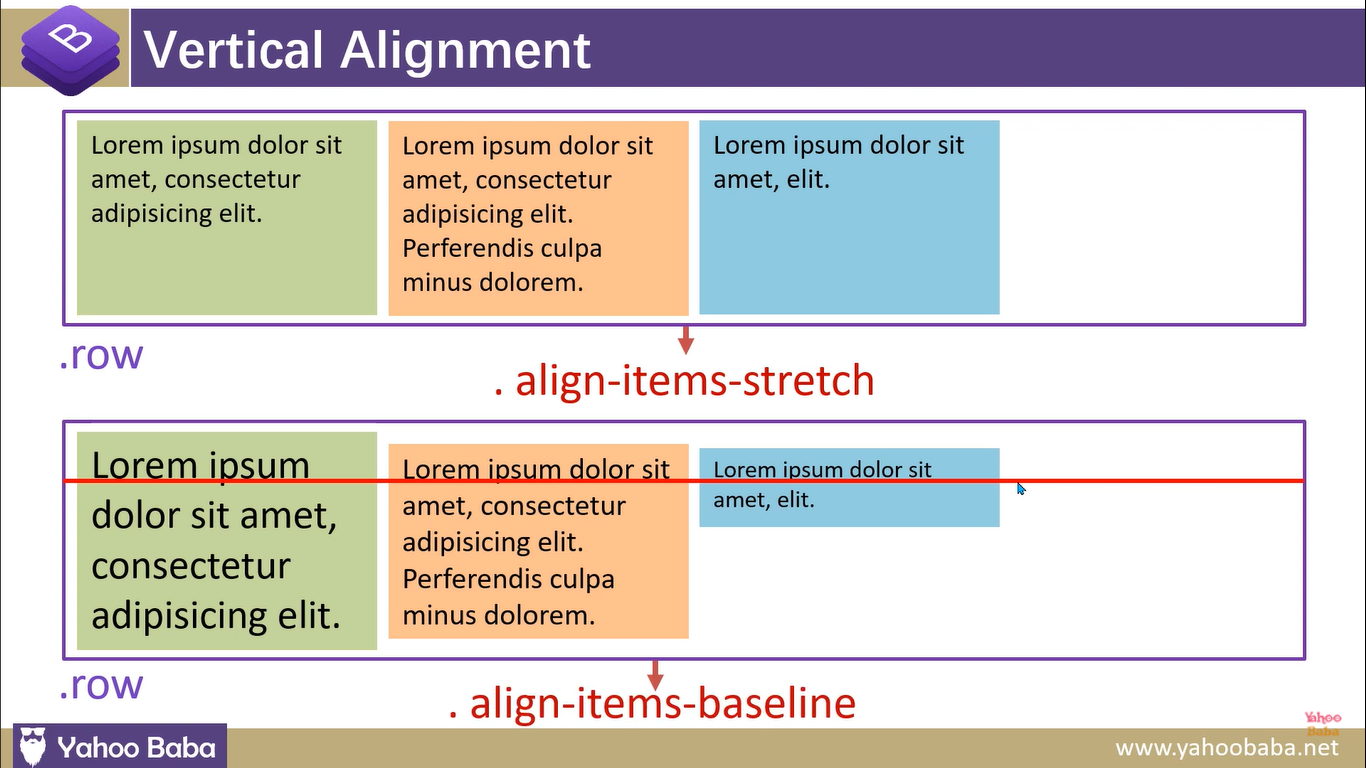 B
Vertical Alignment
Lorem ipsum dolor sit
amet, consectetur
adipisicing elit.
Lorem ipsum dolor sit
amet, consectetur
adipisicing elit.
Perferendis culpa
minus dolorem.
Lorem ipsum dolor sit
amet, elit.
.row
. align-items-stretch
Lorem ipsum
dolor sit amet,
consectetur
adipisicing elit.
Lorem ipsum dolor sit
amet, consectetur
adipisicing elit.
Perferendis culpa
minus dolorem.
Lorem ipsum dolor sit
amet, elit.
.row
. align-items-baseline
Yahoo Baba
Yahoo
Baba
www.yahoobaba.net